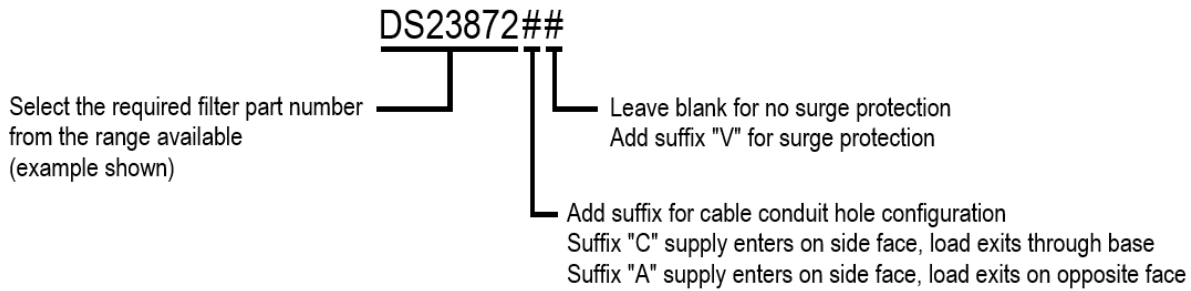 DS23872##
Select the required filter part number
from the range available
(example shown)
Leave blank for no surge protection
Add suffix "V" for surge protection
Add suffix for cable conduit hole configuration
Suffix "C" supply enters on side face, load exits through base
Suffix "A" supply enters on side face, load exits on opposite face